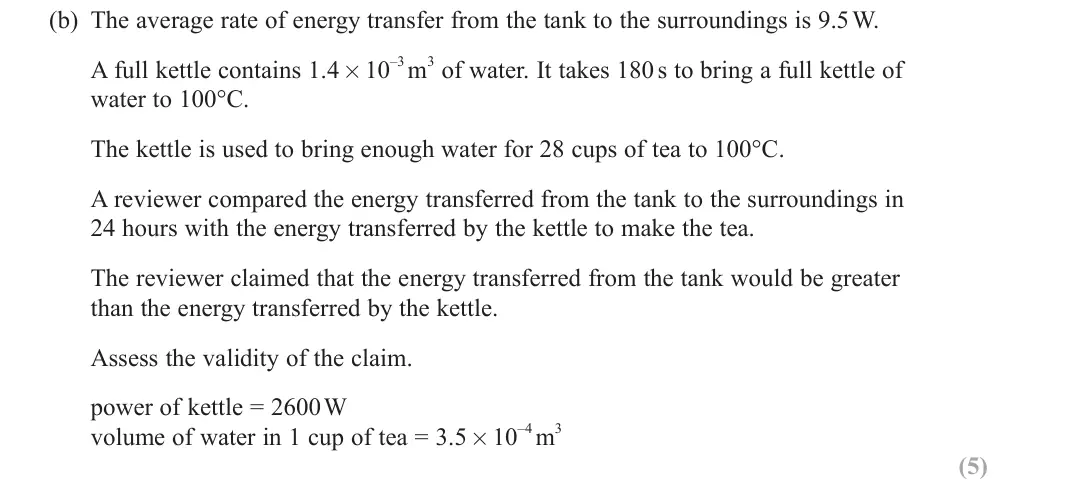 (b) The average rate of energy transfer from the tank to the surroundings is 9.5 W.
A full kettle contains 1.4 × 10⁻³ m³ of water. It takes 180 s to bring a full kettle of
water to 100°C.
The kettle is used to bring enough water for 28 cups of tea to 100°C.
A reviewer compared the energy transferred from the tank to the surroundings in
24 hours with the energy transferred by the kettle to make the tea.
The reviewer claimed that the energy transferred from the tank would be greater
than the energy transferred by the kettle.
Assess the validity of the claim.
power of kettle = 2600 W
volume of water in 1 cup of tea = 3.5 × 10⁻⁴ m³
(5)